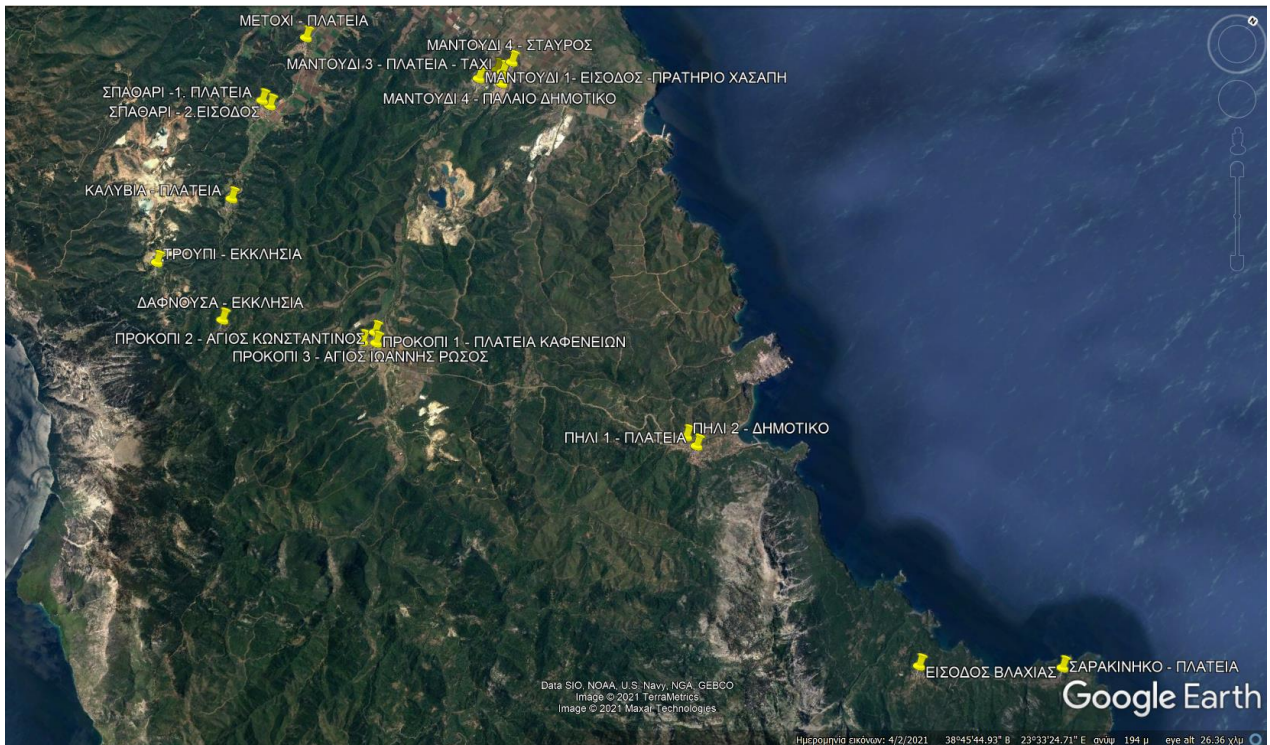 ΜΕΤΟΧΙ - ΠΛΑΤΕΙΑ
ΜΑΝΤΟΥΔΙ 4 - ΣΤΑΥΡΟΣ
ΜΑΝΤΟΥΔΙ 3 - ΠΛΑΤΕΙΑ - ΤΑΧΙ
ΜΑΝΤΟΥΔΙ 1- ΕΙΣΟΔΟΣ -ΠΡΑΤΗΡΙΟ ΧΑΣΑΠΗ
ΣΠΑΘΑΡΙ -1. ΠΛΑΤΕΙΑ
ΜΑΝΤΟΥΔΙ 4 - ΠΑΛΑΙΟ ΔΗΜΟΤΙΚΟ
ΣΠΑΘΑΡΙ - 2.ΕΙΣΟΔΟΣ
ΚΑΛΥΒΙΑ - ΠΛΑΤΕΙΑ
ΤΡΟΥΠΙ - ΕΚΚΛΗΣΙΑ
ΔΑΦΝΟΥΣΑ - ΕΚΚΛΗΣΙΑ
ΠΡΟΚΟΠΙ 2 - ΑΓΙΟΣ ΚΩΝΣΤΑΝΤΙΝΟΣ
ΠΡΟΚΟΠΙ 1 - ΠΛΑΤΕΙΑ ΚΑΦΕΝΕΙΩΝ
ΠΡΟΚΟΠΙ 3 - ΑΓΙΟΣ ΙΩΑΝΝΗΣ ΡΩΣΟΣ
ΠΗΛΙ 2 - ΔΗΜΟΤΙΚΟ
ΠΗΛΙ 1 - ΠΛΑΤΕΙΑ
ΕΙΣΟΔΟΣ ΒΛΑΧΙΑΣ
ΣΑΡΑΚΙΝΗΚΟ - ΠΛΑΤΕΙΑ
Data SIO, NOAA, U.S. Navy, NGA, GEBCO
Image © 2021 TerraMetrics
Image © 2021 Maxar Technologies
Google Earth
Ημερομηνία εικόνων: 4/2/2021 38°45'44.93" Β 23°33'24.71" Ε ανύψ 194 μ eye alt 26.36 χλμ
N